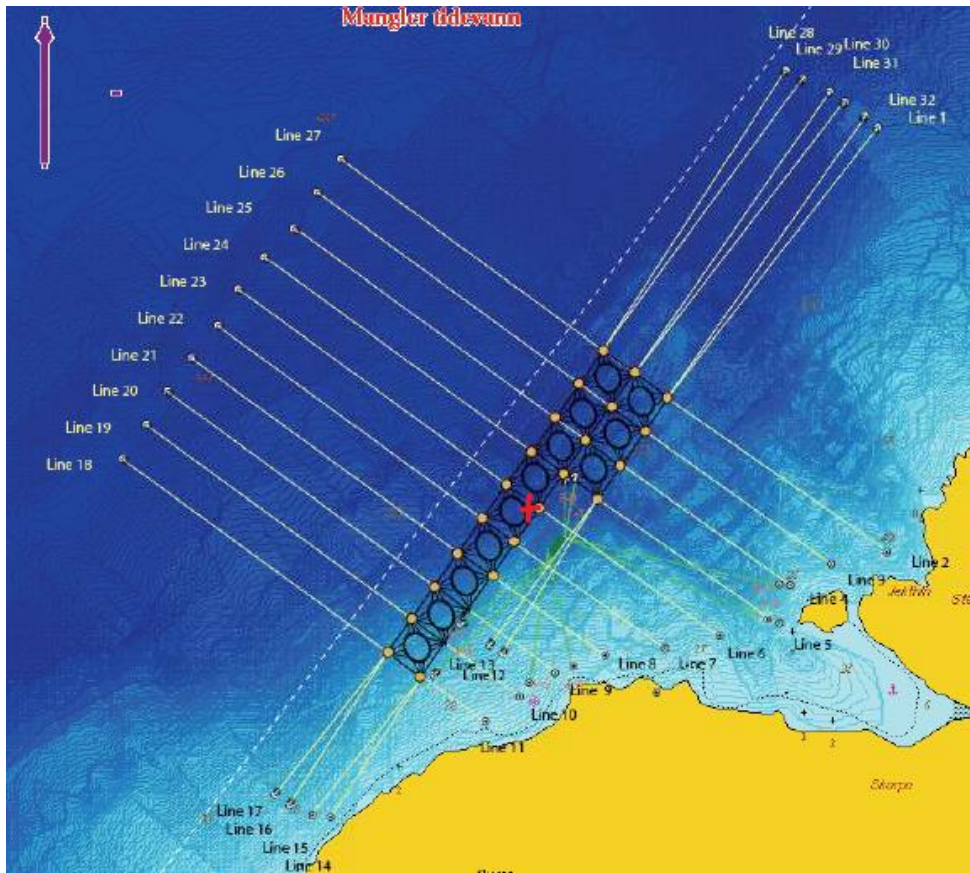 Mangler tidevann
Line 28
Line 29
Line 30
Line 31
Line 32
Line 1
Line 27
Line 26
Line 25
Line 24
Line 23
Line 22
Line 21
Line 20
Line 19
Line 18
Line 2
Line 3
Line 4
Line 5
Line 6
Line 7
Line 8
Line 9
Line 10
Line 11
Line 12
Line 13
Line 17
Line 16
Line 15
Line 14
Skorpa